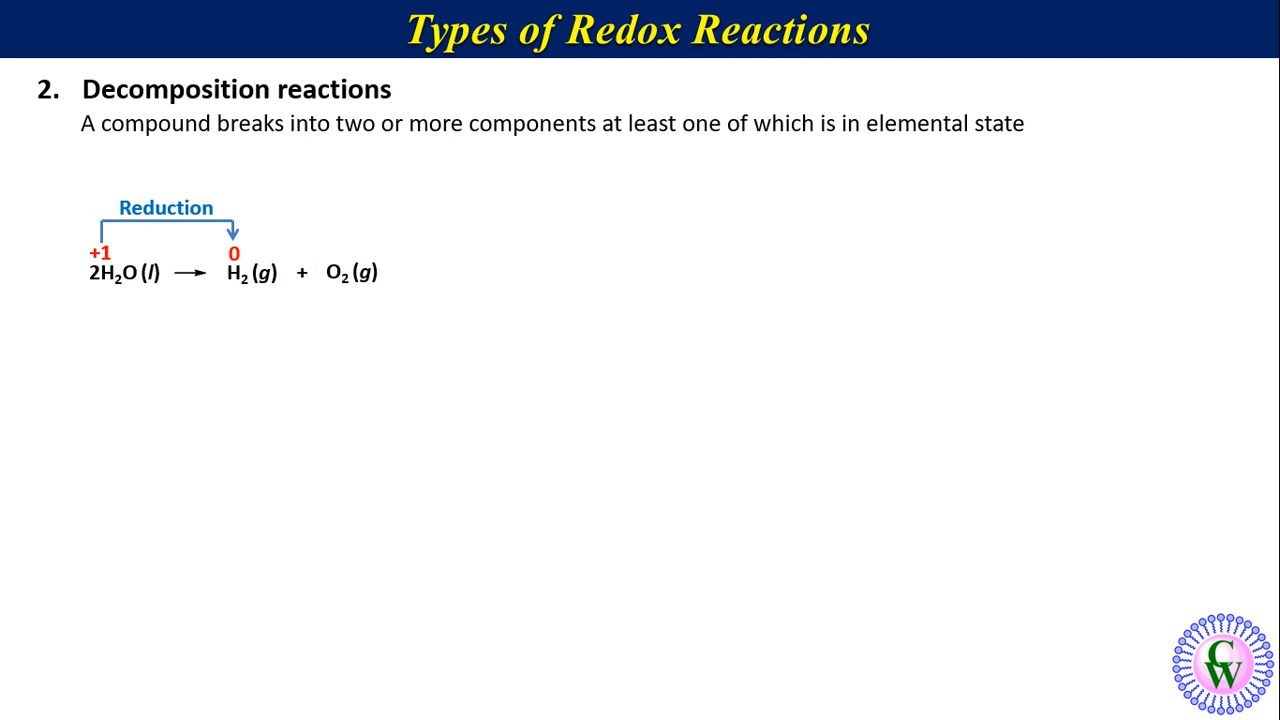 Types of Redox Reactions
2. Decomposition reactions
A compound breaks into two or more components at least one of which is in elemental state
Reduction
+1 0
2H₂O (l) ⟶ H₂ (g) + O₂ (g)
CW